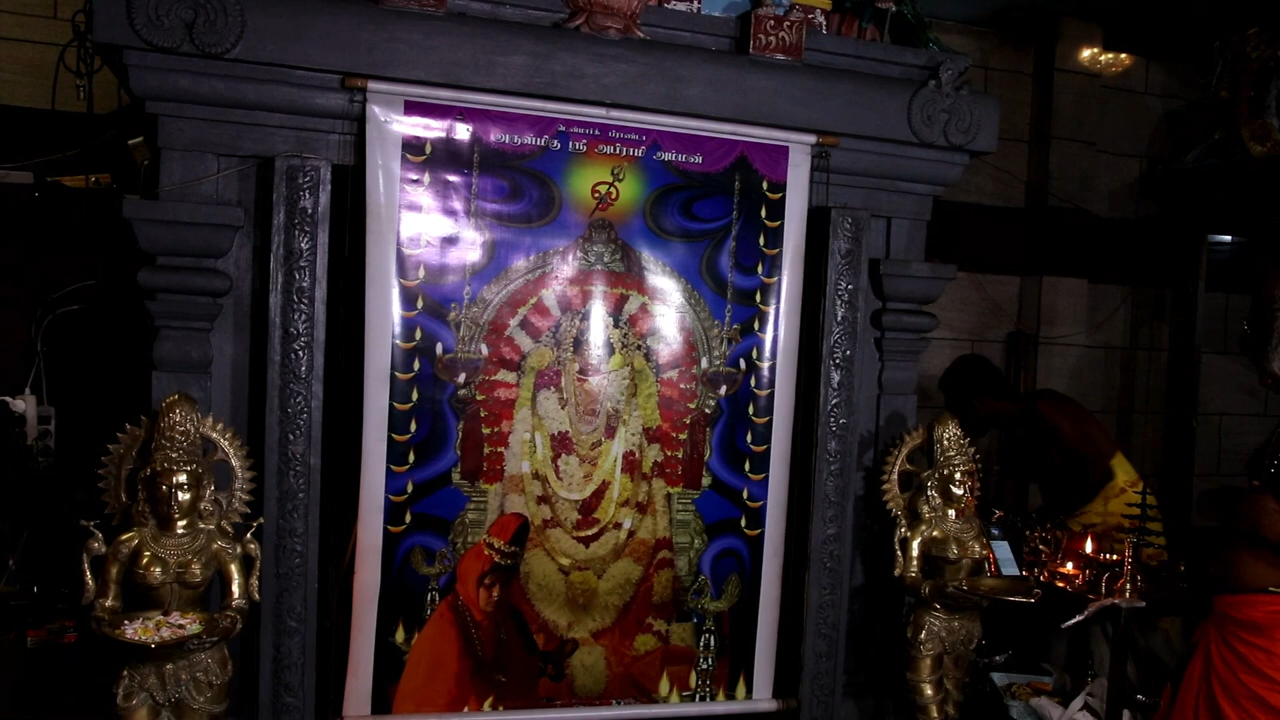 டென்மார்க் பிராண்டா
அருள்மிகு ஸ்ரீ அபிராமி அம்மன்